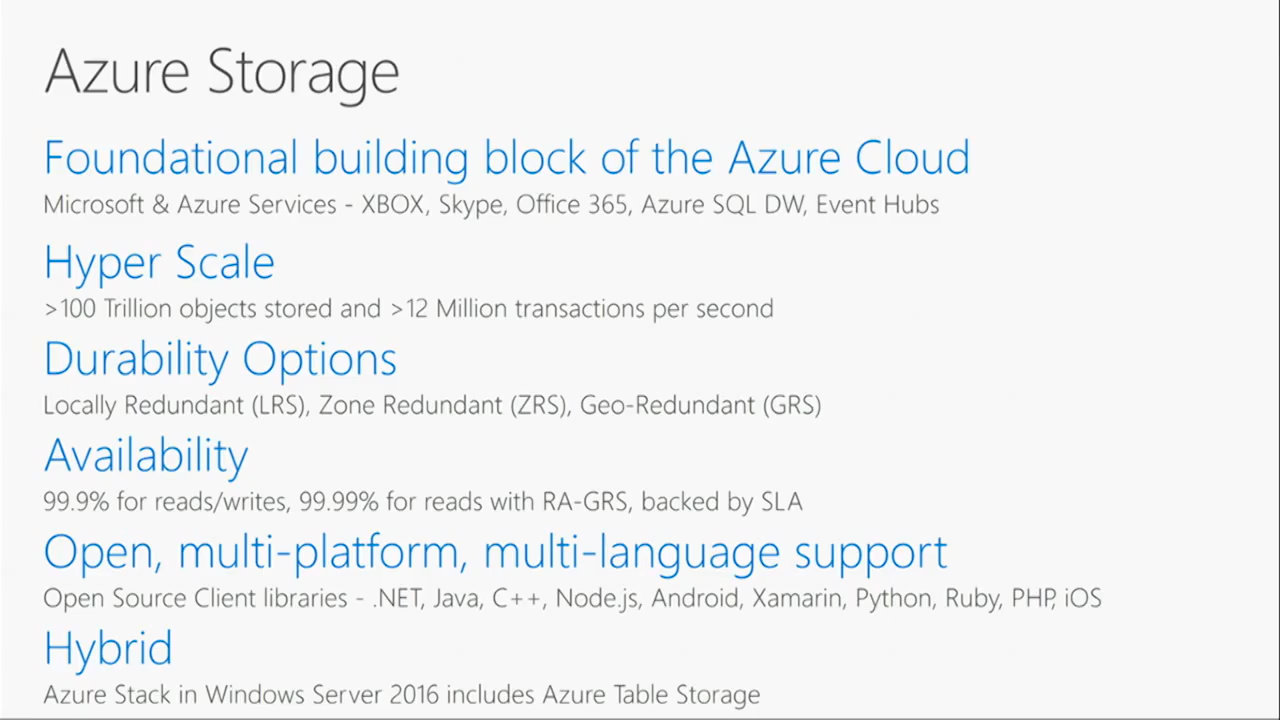 Azure Storage
Foundational building block of the Azure Cloud
Microsoft & Azure Services - XBOX, Skype, Office 365, Azure SQL DW, Event Hubs
Hyper Scale
>100 Trillion objects stored and >12 Million transactions per second
Durability Options
Locally Redundant (LRS), Zone Redundant (ZRS), Geo-Redundant (GRS)
Availability
99.9% for reads/writes, 99.99% for reads with RA-GRS, backed by SLA
Open, multi-platform, multi-language support
Open Source Client libraries - .NET, Java, C++, Node.js, Android, Xamarin, Python, Ruby, PHP, iOS
Hybrid
Azure Stack in Windows Server 2016 includes Azure Table Storage